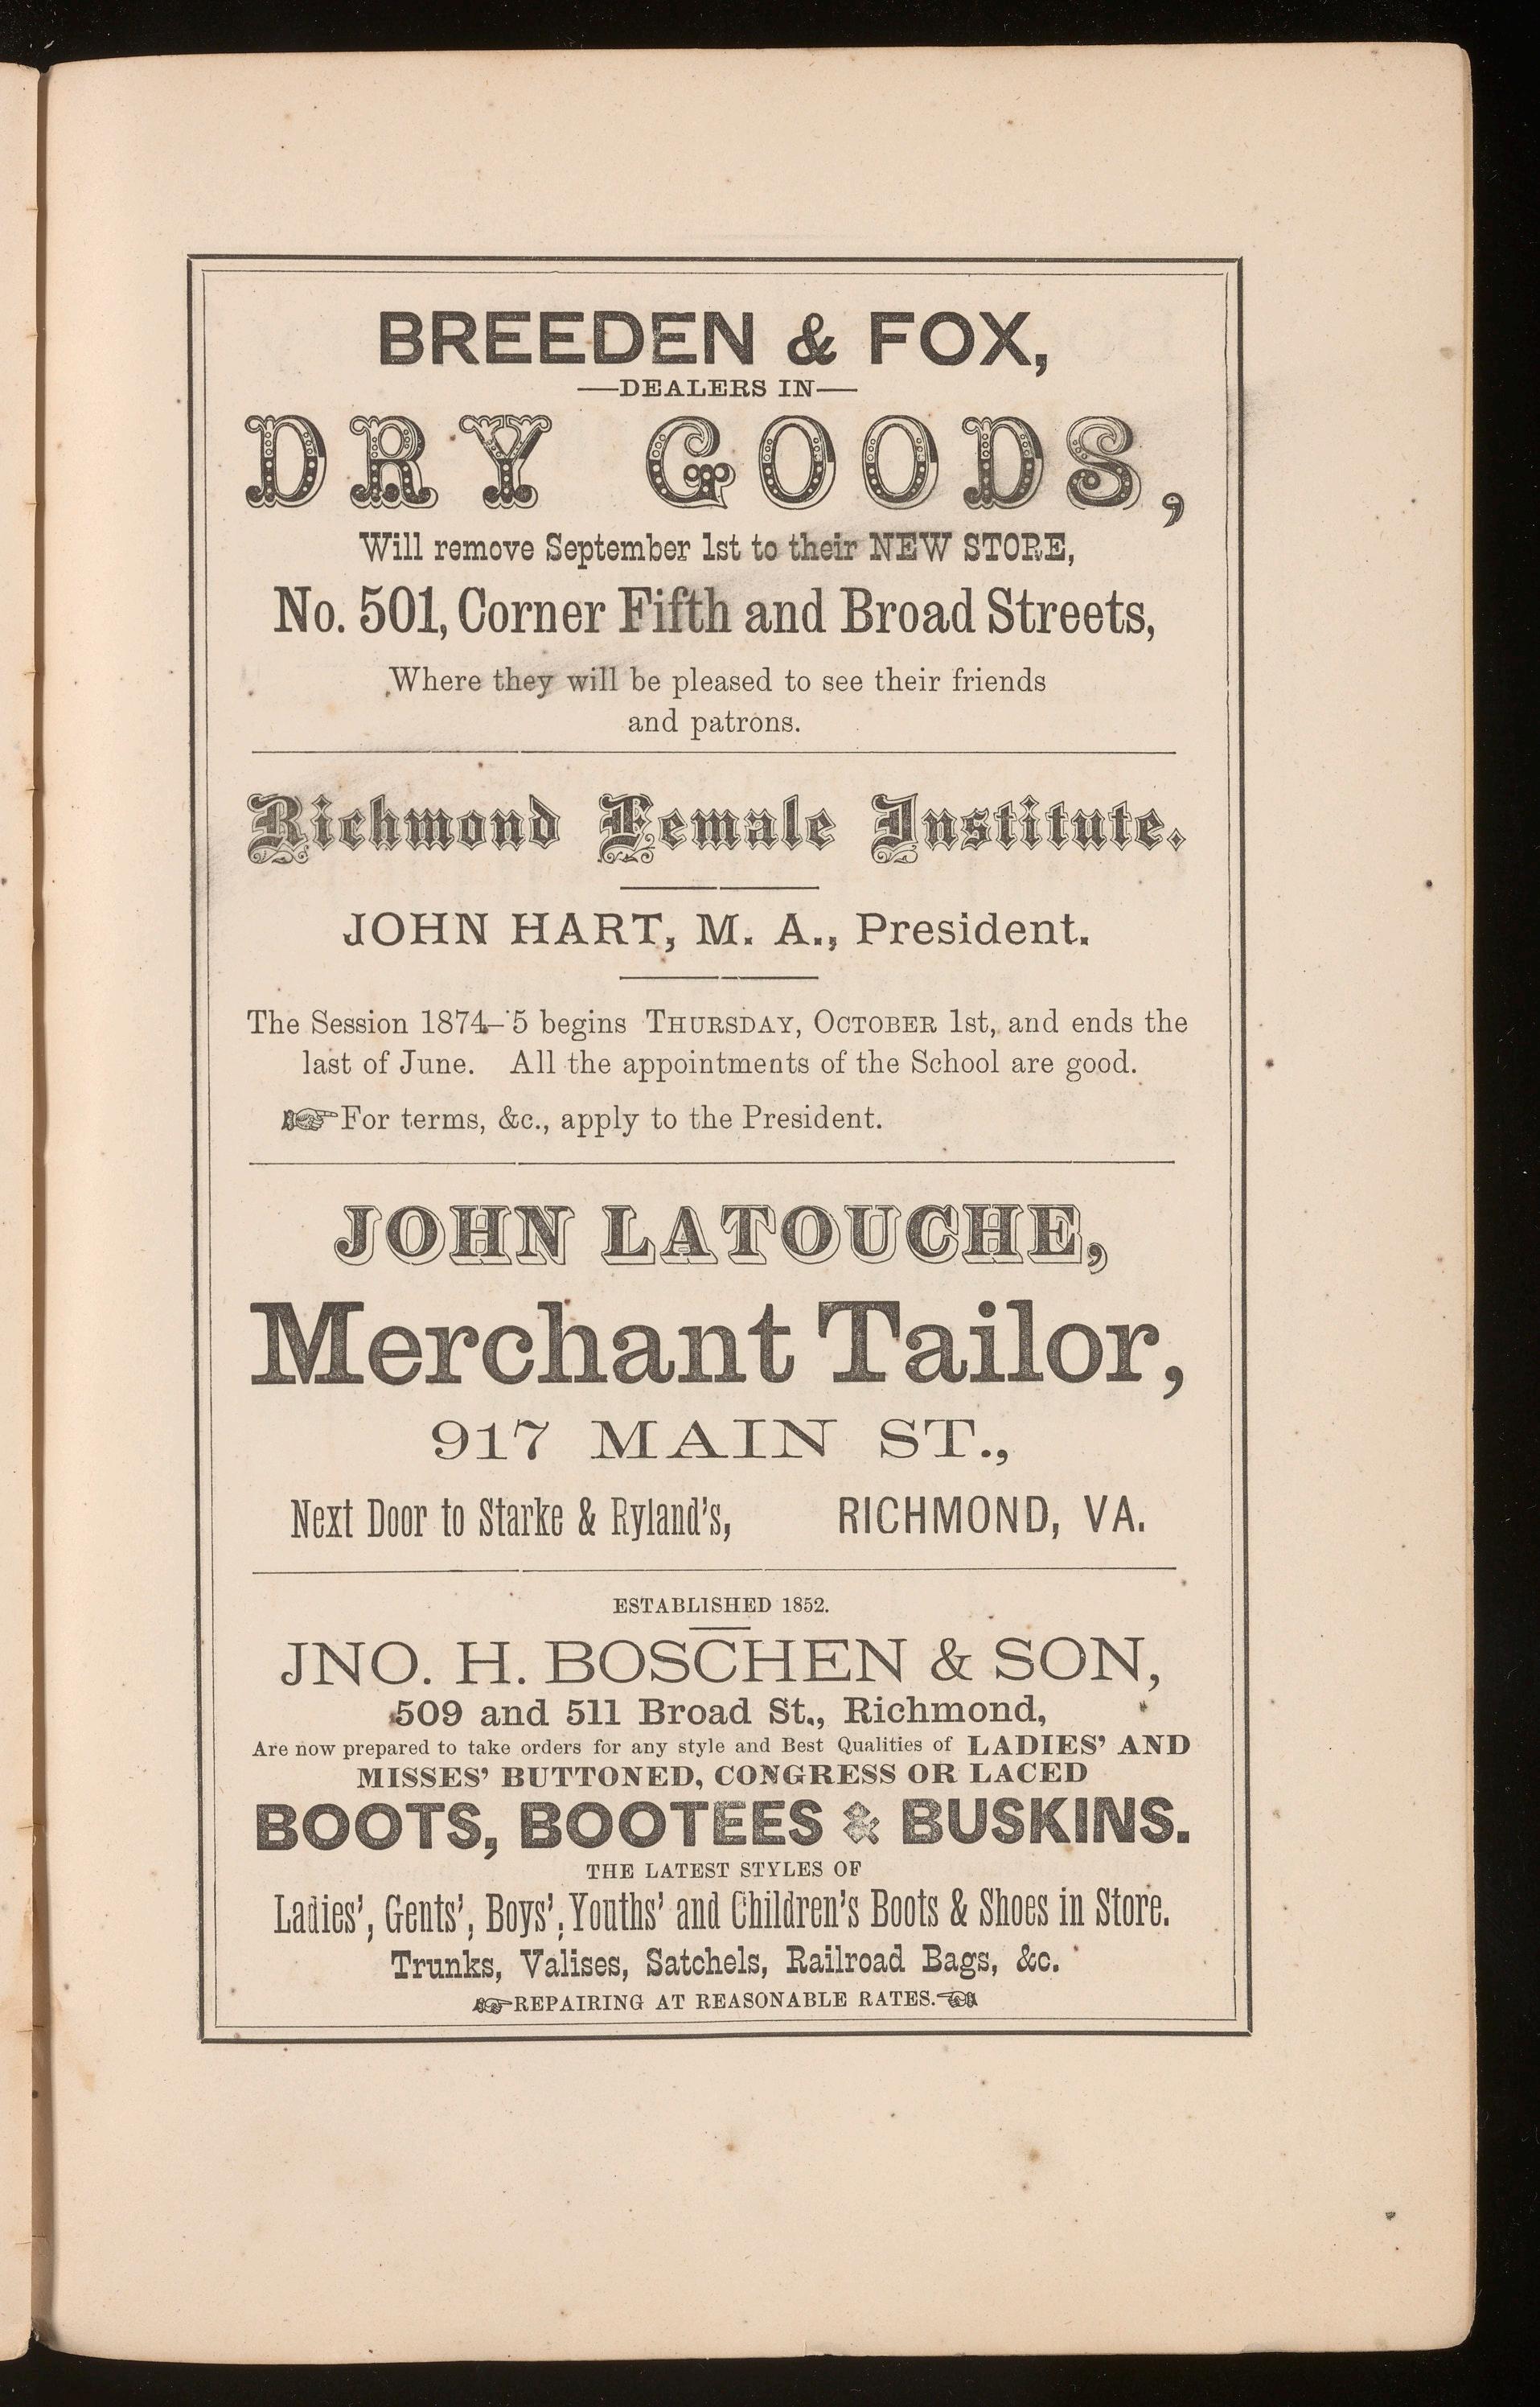 BREEDEN & FOX,
—DEALERS IN—
DRY GOODS,
Will remove September 1st to their NEW STORE,
No. 501, Corner Fifth and Broad Streets,
Where they will be pleased to see their friends
and patrons.
Richmond Female Institute.
JOHN HART, M. A., President.
The Session 1874–'5 begins THURSDAY, OCTOBER 1st, and ends the
last of June. All the appointments of the School are good.
☞For terms, &c., apply to the President.
JOHN LATOUCHE,
Merchant Tailor,
917 MAIN ST.,
Next Door to Starke & Ryland's, RICHMOND, VA.
ESTABLISHED 1852.
JNO. H. BOSCHEN & SON,
509 and 511 Broad St., Richmond,
Are now prepared to take orders for any style and Best Qualities of LADIES' AND
MISSES' BUTTONED, CONGRESS OR LACED
BOOTS, BOOTEES & BUSKINS.
THE LATEST STYLES OF
Ladies', Gents', Boys', Youths' and Children's Boots & Shoes in Store.
Trunks, Valises, Satchels, Railroad Bags, &c.
☞REPAIRING AT REASONABLE RATES.☜